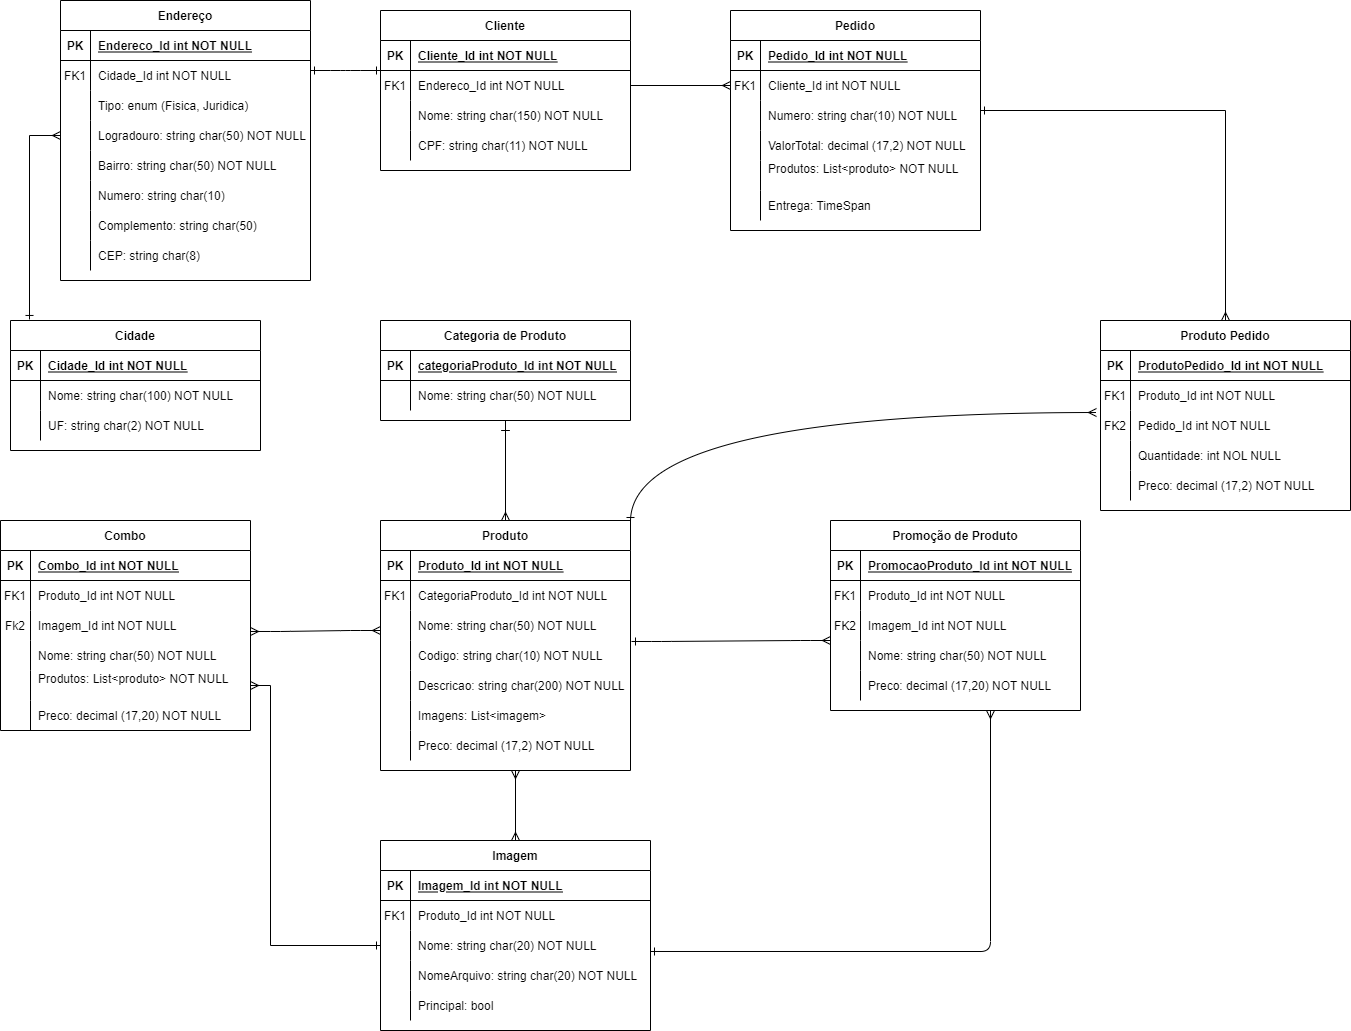 Endereço
PK Endereco_Id int NOT NULL
FK1 Cidade_Id int NOT NULL
Tipo: enum (Fisica, Juridica)
Logradouro: string char(50) NOT NULL
Bairro: string char(50) NOT NULL
Numero: string char(10)
Complemento: string char(50)
CEP: string char(8)
Cliente
PK Cliente_Id int NOT NULL
FK1 Endereco_Id int NOT NULL
Nome: string char(150) NOT NULL
CPF: string char(11) NOT NULL
Pedido
PK Pedido_Id int NOT NULL
FK1 Cliente_Id int NOT NULL
Numero: string char(10) NOT NULL
ValorTotal: decimal (17,2) NOT NULL
Produtos: List<produto> NOT NULL
Entrega: TimeSpan
Cidade
PK Cidade_Id int NOT NULL
Nome: string char(100) NOT NULL
UF: string char(2) NOT NULL
Categoria de Produto
PK categoriaProduto_Id int NOT NULL
Nome: string char(50) NOT NULL
Produto Pedido
PK ProdutoPedido_Id int NOT NULL
FK1 Produto_Id int NOT NULL
FK2 Pedido_Id int NOT NULL
Quantidade: int NOL NULL
Preco: decimal (17,2) NOT NULL
Combo
PK Combo_Id int NOT NULL
FK1 Produto_Id int NOT NULL
Fk2 Imagem_Id int NOT NULL
Nome: string char(50) NOT NULL
Produtos: List<produto> NOT NULL
Preco: decimal (17,20) NOT NULL
Produto
PK Produto_Id int NOT NULL
FK1 CategoriaProduto_Id int NOT NULL
Nome: string char(50) NOT NULL
Codigo: string char(10) NOT NULL
Descricao: string char(200) NOT NULL
Imagens: List<imagem>
Preco: decimal (17,2) NOT NULL
Promoção de Produto
PK PromocaoProduto_Id int NOT NULL
FK1 Produto_Id int NOT NULL
FK2 Imagem_Id int NOT NULL
Nome: string char(50) NOT NULL
Preco: decimal (17,20) NOT NULL
Imagem
PK Imagem_Id int NOT NULL
FK1 Produto_Id int NOT NULL
Nome: string char(20) NOT NULL
NomeArquivo: string char(20) NOT NULL
Principal: bool